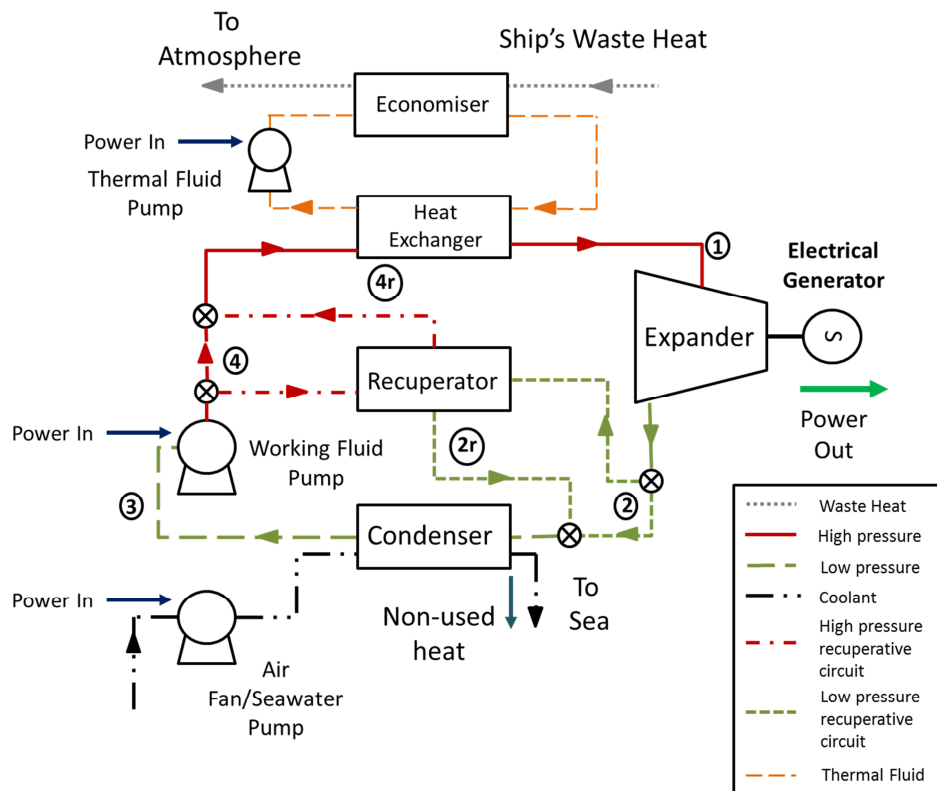 To
Atmosphere
Ship's Waste Heat
Economiser
Power In
Thermal Fluid
Pump
Heat
Exchanger
1
4r
Electrical
Generator
Expander
S
4
Recuperator
Power
Out
Power In
Working Fluid
Pump
2r
2
3
Condenser
Power In
To
Sea
Non-used
heat
Air
Fan/Seawater
Pump
Waste Heat
High pressure
Low pressure
Coolant
High pressure
recuperative
circuit
Low pressure
recuperative
circuit
Thermal Fluid